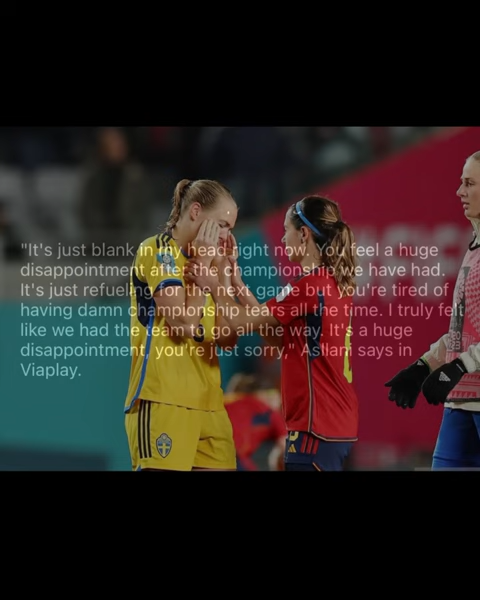 "It's just blank in my head right now. You feel a huge
disappointment after the championship we have had.
It's just refueling for the next game but you're tired of
having damn championship tears all the time. I truly felt
like we had the team all the way. It's a huge
disappointment, you're just sorry," Aslani says in
Viaplay.